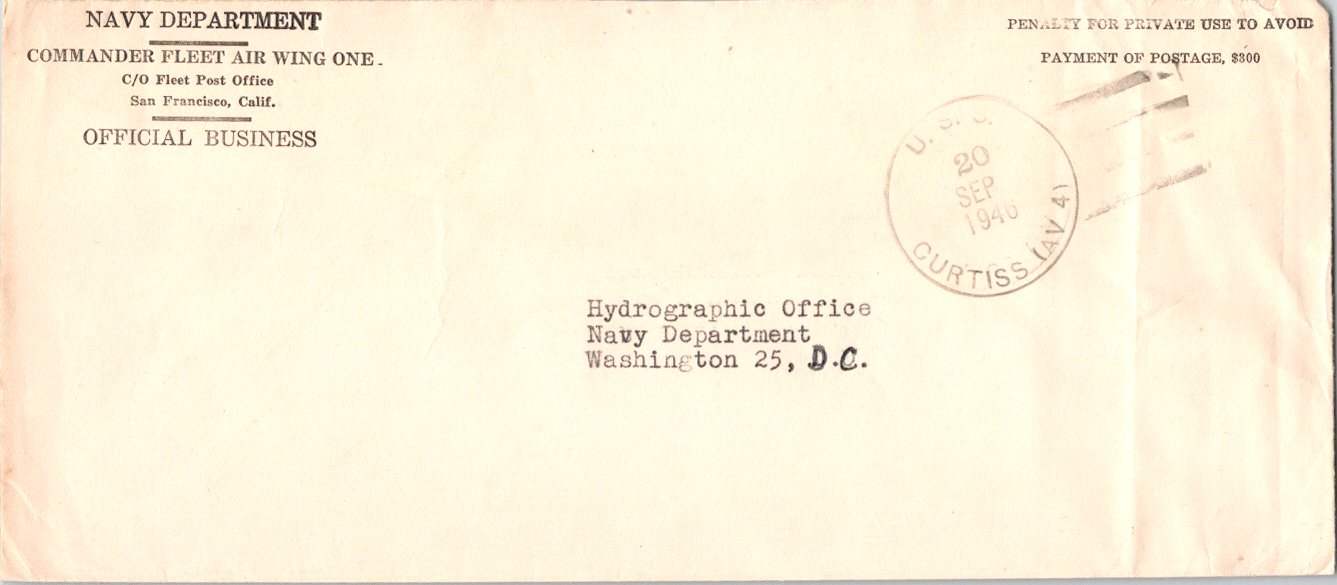 NAVY DEPARTMENT
COMMANDER FLEET AIR WING ONE.
C/O Fleet Post Office
San Francisco, Calif.
OFFICIAL BUSINESS
PENALTY FOR PRIVATE USE TO AVOID
PAYMENT OF POSTAGE, $300
U. S. S.
20
SEP
1946
CURTISS (AV 4)
Hydrographic Office
Navy Department
Washington 25, D.C.